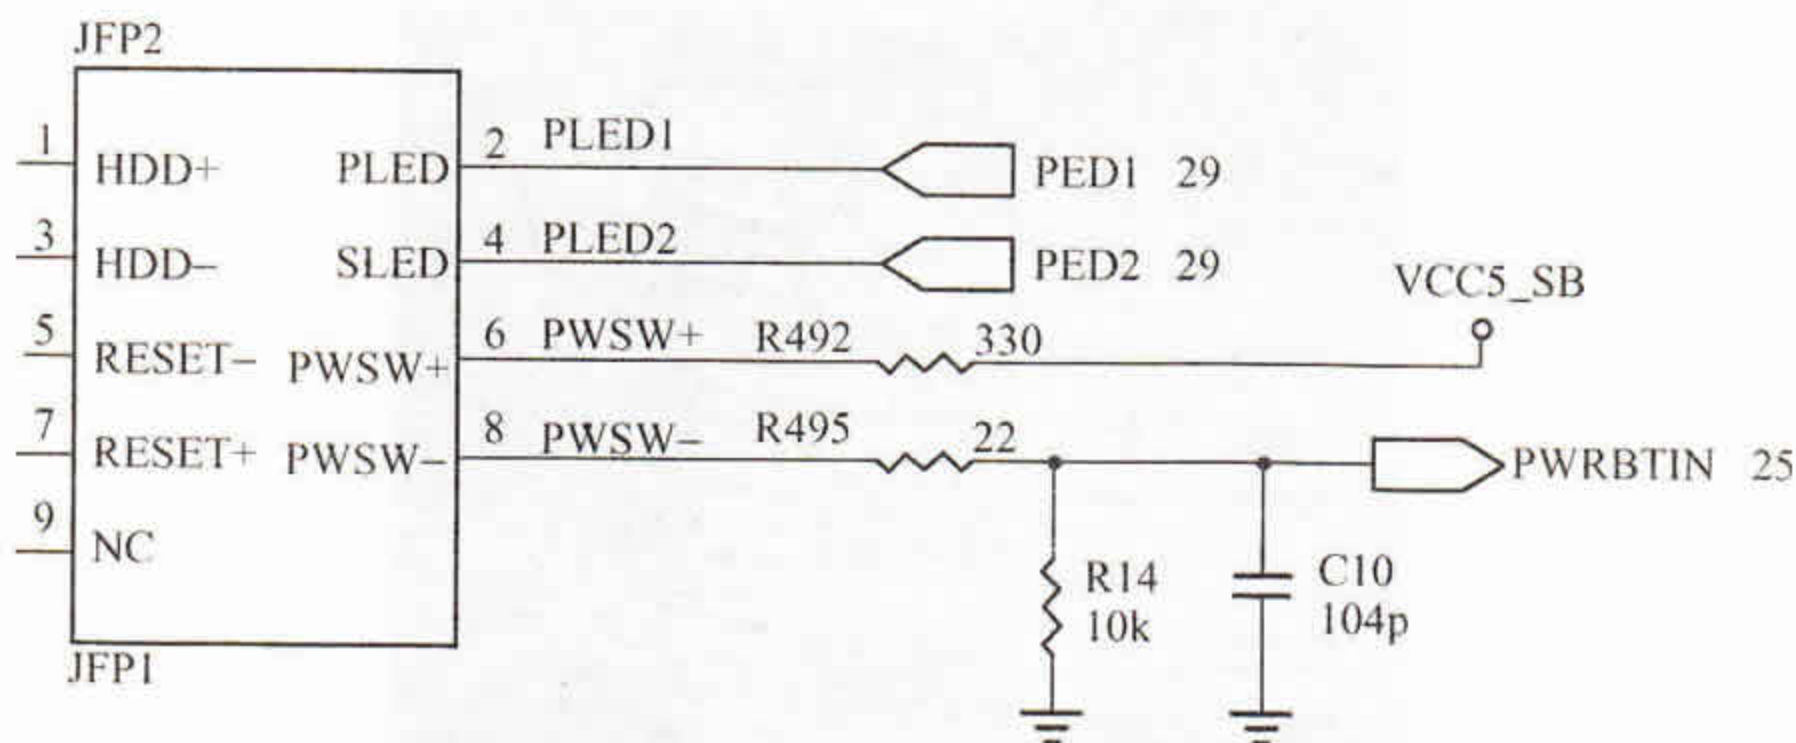 JFP2
1 HDD+ PLED 2 PLED1 PED1 29
3 HDD– SLED 4 PLED2 PED2 29
VCC5_SB
5 RESET– PWSW+ 6 PWSW+ R492 330
7 RESET+ PWSW– 8 PWSW– R495 22 PWRBTIN 25
9 NC
R14 C10
10k 104p
JFP1